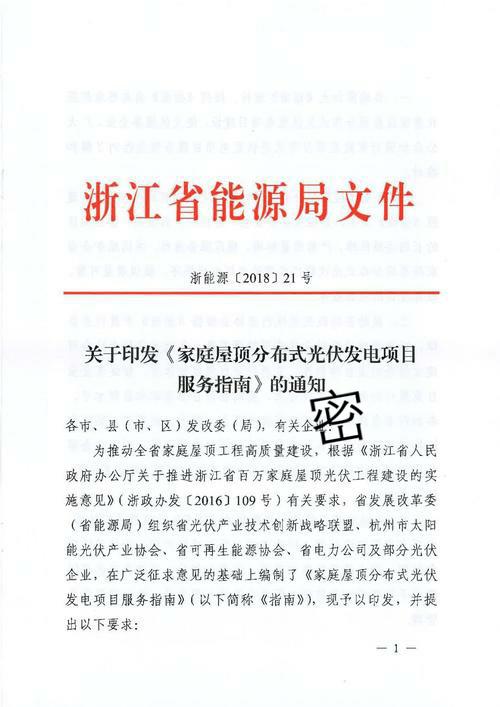 浙江省能源局文件
浙能源〔2018〕21号
关于印发《家庭屋顶分布式光伏发电项目
服务指南》的通知
密
各市、县（市、区）发改委（局），有关企业：
为推动全省家庭屋顶工程高质量建设，根据《浙江省人民
政府办公厅关于推进浙江省百万家庭屋顶光伏工程建设的实
施意见》（浙政办发〔2016〕109号）有关要求，省发展改革委
（省能源局）组织省光伏产业技术创新战略联盟、杭州市太阳
能光伏产业协会、省可再生能源协会、省电力公司及部分光伏
企业，在广泛征求意见的基础上编制了《家庭屋顶分布式光伏
发电项目服务指南》（以下简称《指南》），现予以印发，并提
出以下要求：
— 1 —